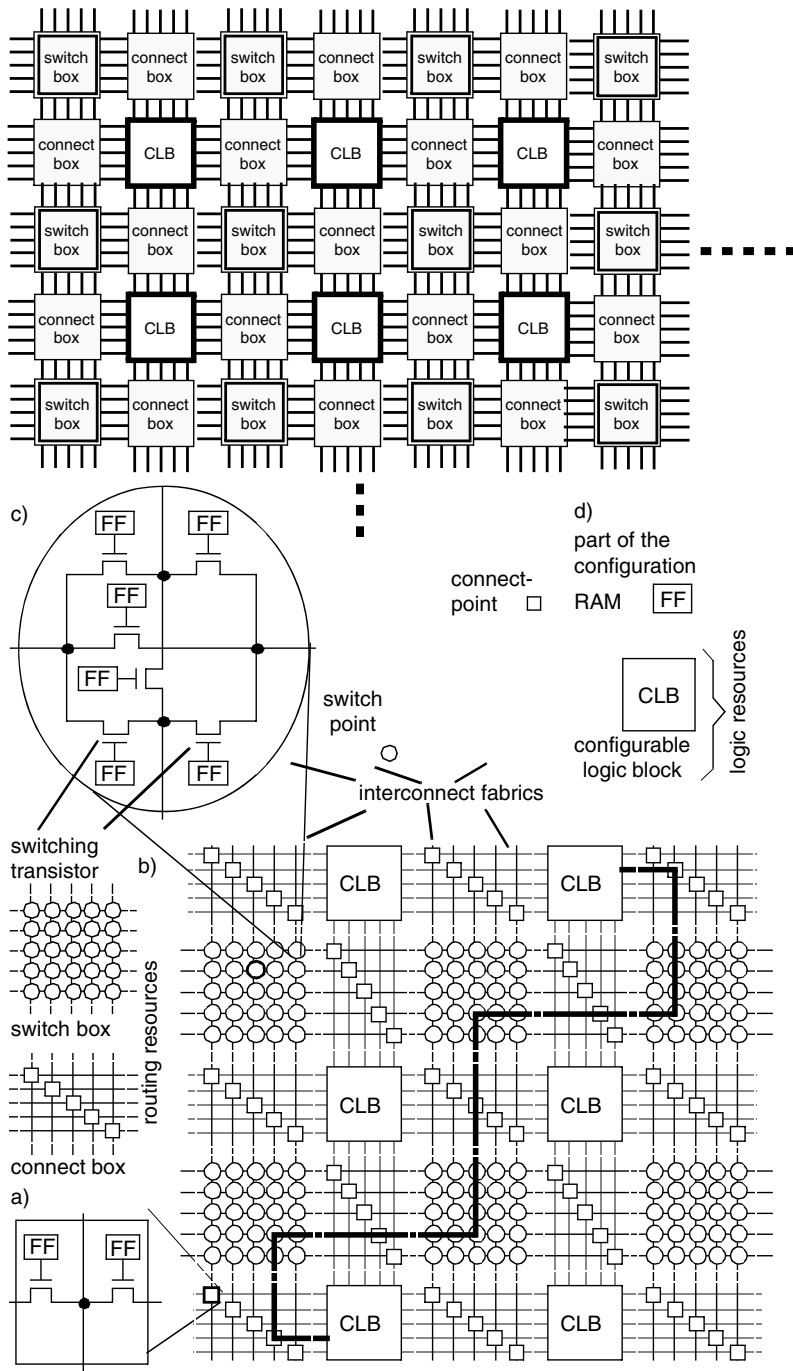 switch connect switch connect switch connect switch
box box box box box box box
connect CLB connect CLB connect CLB connect
box box box box
switch connect switch connect switch connect switch
box box box box box box box
connect CLB connect CLB connect CLB connect
box box box box
switch connect switch connect switch connect switch
box box box box box box box
c)
FF FF
FF
FF
FF FF
d)
part of the
configuration
RAM FF
connect-
point
CLB
configurable
logic block
logic resources
switch
point
interconnect fabrics
switching
transistor
switch box
connect box
routing resources
b)
CLB CLB
CLB CLB
CLB CLB
a)
FF FF